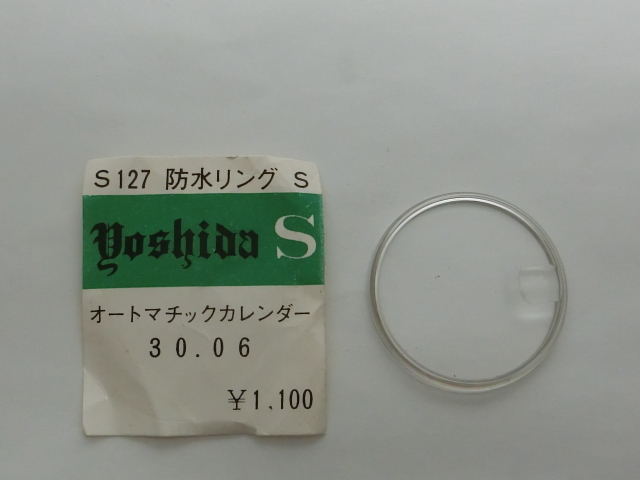 S127 防水リング S
Yoshida S
オートマチックカレンダー
30.06
¥1,100